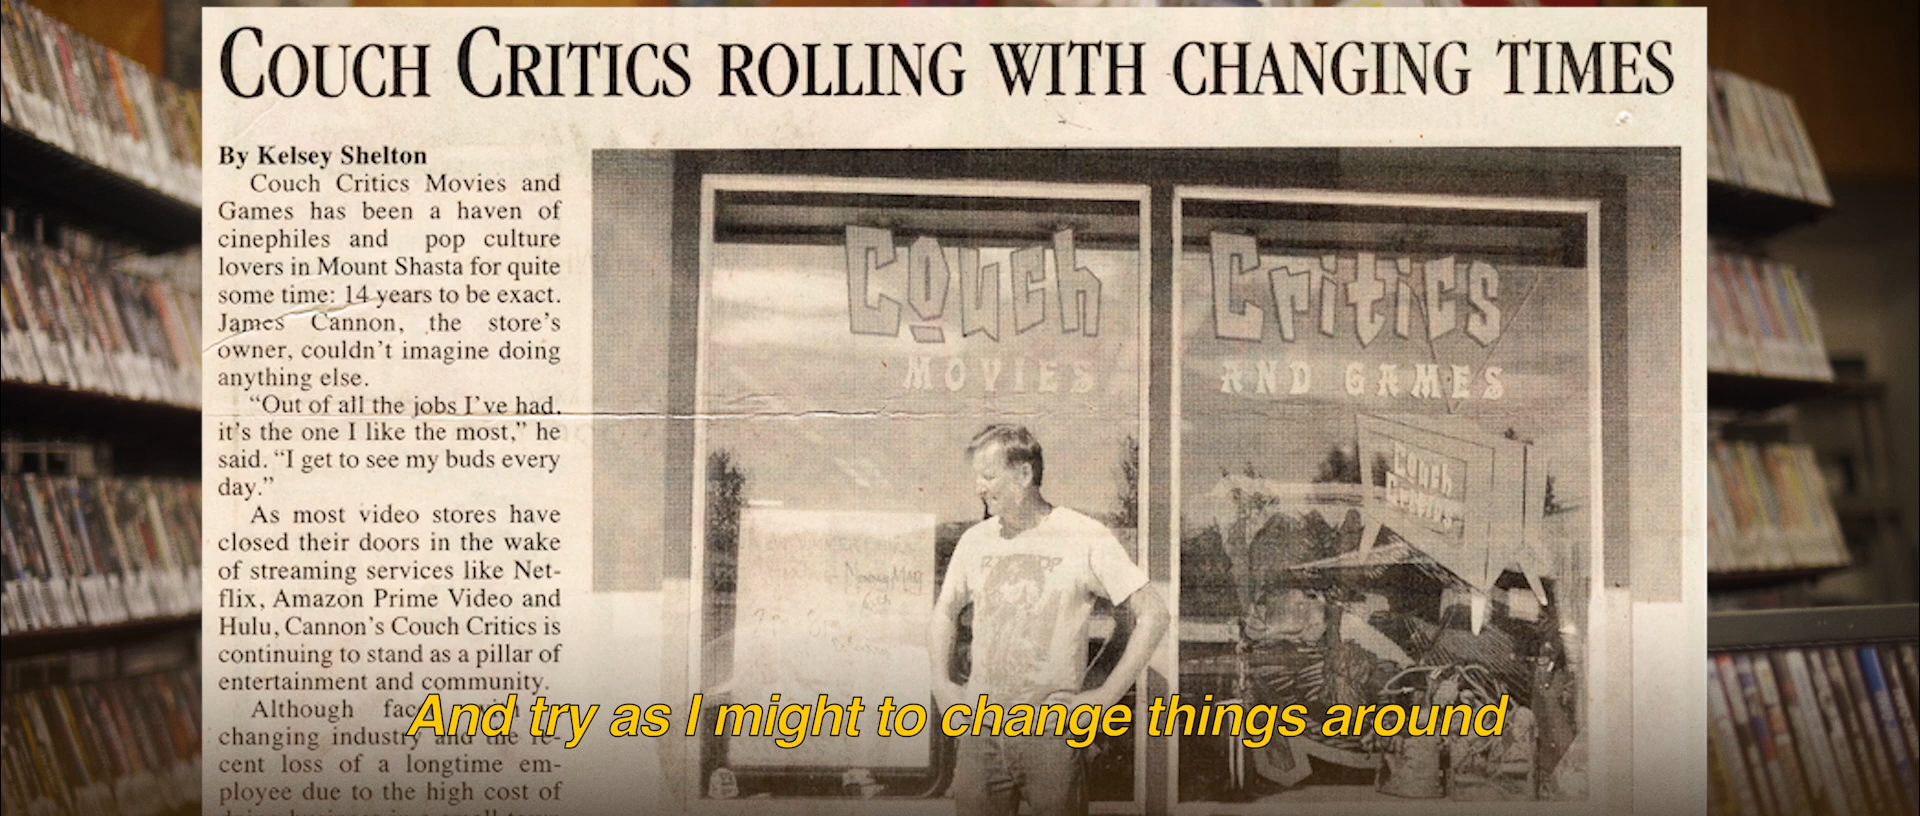 COUCH CRITICS ROLLING WITH CHANGING TIMES
By Kelsey Shelton
Couch Critics Movies and
Games has been a haven of
cinephiles and pop culture
lovers in Mount Shasta for quite
some time: 14 years to be exact.
James Cannon, the store's
owner, couldn't imagine doing
anything else.
"Out of all the jobs I've had,
it's the one I like the most," he
said. "I get to see my buds every
day."
As most video stores have
closed their doors in the wake
of streaming services like Net-
flix, Amazon Prime Video and
Hulu, Cannon's Couch Critics is
continuing to stand as a pillar of
entertainment and community.
Although
changing industry and the re-
cent loss of a longtime em-
ployee due to the high cost of
Couch Critics
MOVIES AND GAMES
Couch
Critics
And try as I might to change things around